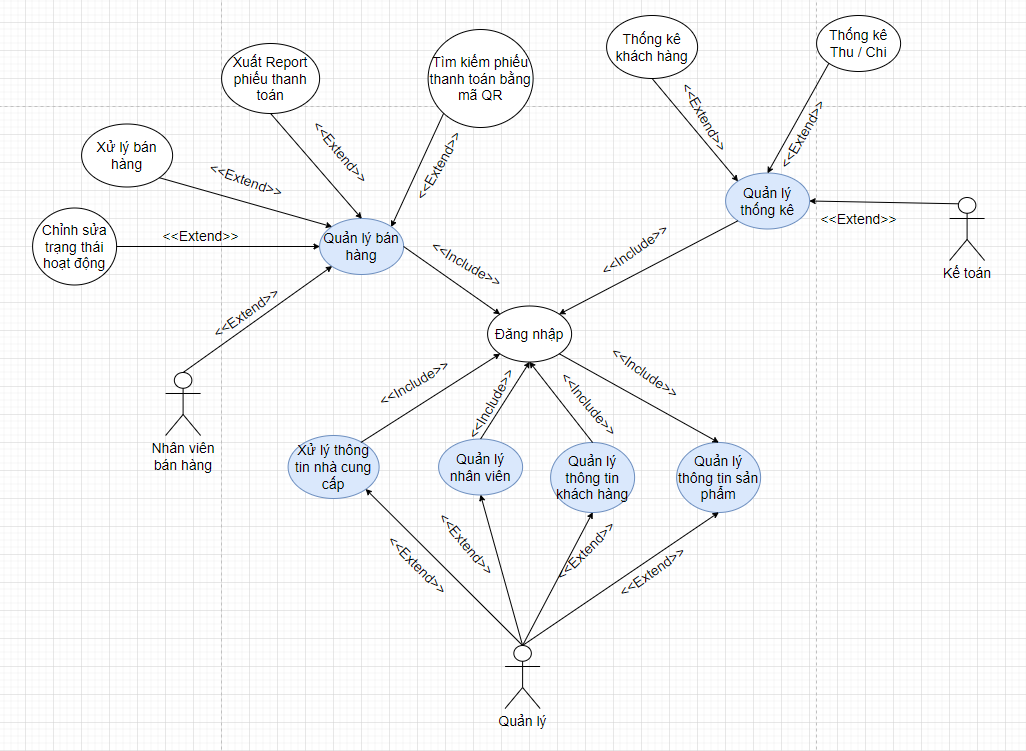 Thống kê
khách hàng
Thống kê
Thu / Chi
Xuất Report
phiếu thanh
toán
Tìm kiếm phiếu
thanh toán bằng
mã QR
<<Extend>>
<<Extend>>
<<Extend>>
<<Extend>>
Xử lý bán
hàng
<<Extend>>
Quản lý
thống kê
<<Extend>>
Kế toán
Chỉnh sửa
trạng thái
hoạt động
<<Extend>>
Quản lý bán
hàng
<<Include>>
<<Include>>
<<Extend>>
Đăng nhập
Nhân viên
bán hàng
<<Include>>
<<Include>>
<<Include>>
<<Include>>
Xử lý thông
tin nhà cung
cấp
Quản lý
nhân viên
Quản lý
thông tin
khách hàng
Quản lý
thông tin sản
phẩm
<<Extend>>
<<Extend>>
<<Extend>>
<<Extend>>
Quản lý